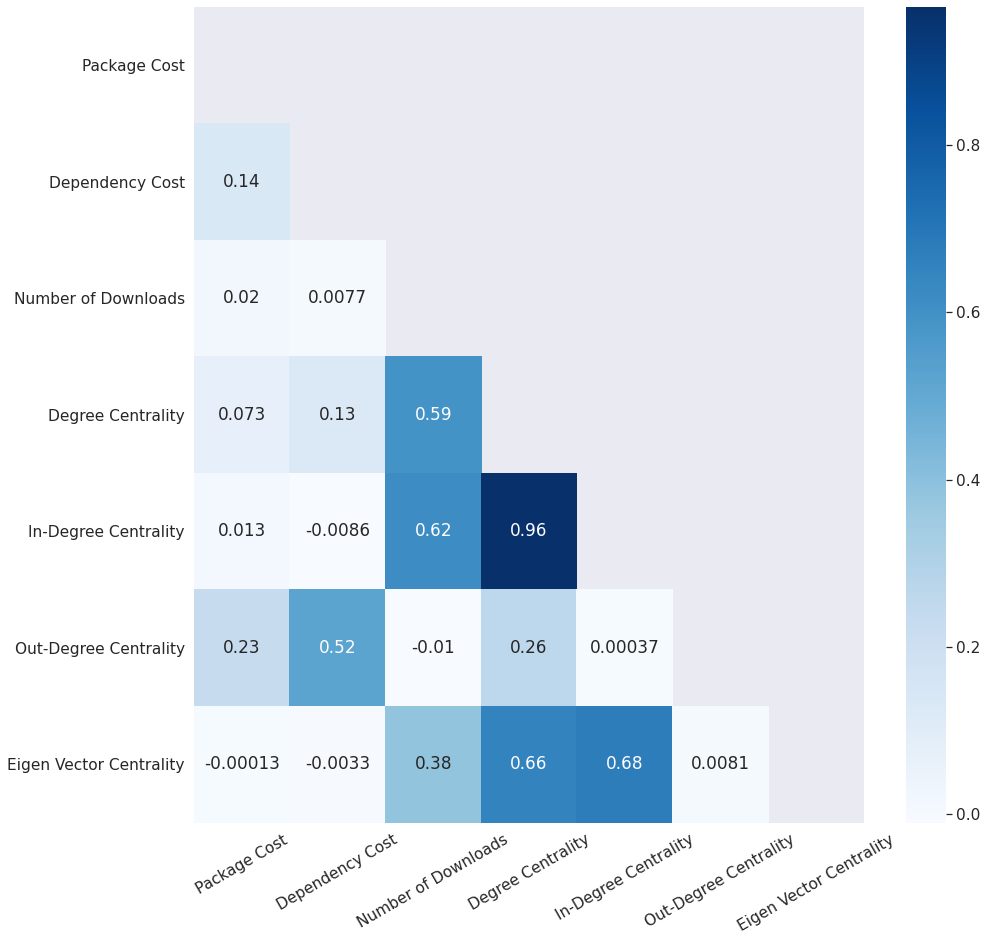 Package Cost
Dependency Cost 0.14
Number of Downloads 0.02 0.0077
Degree Centrality 0.073 0.13 0.59
In-Degree Centrality 0.013 -0.0086 0.62 0.96
Out-Degree Centrality 0.23 0.52 -0.01 0.26 0.00037
Eigen Vector Centrality -0.00013 -0.0033 0.38 0.66 0.68 0.0081
Package Cost
Dependency Cost
Number of Downloads
Degree Centrality
In-Degree Centrality
Out-Degree Centrality
Eigen Vector Centrality
0.8
0.6
0.4
0.2
0.0